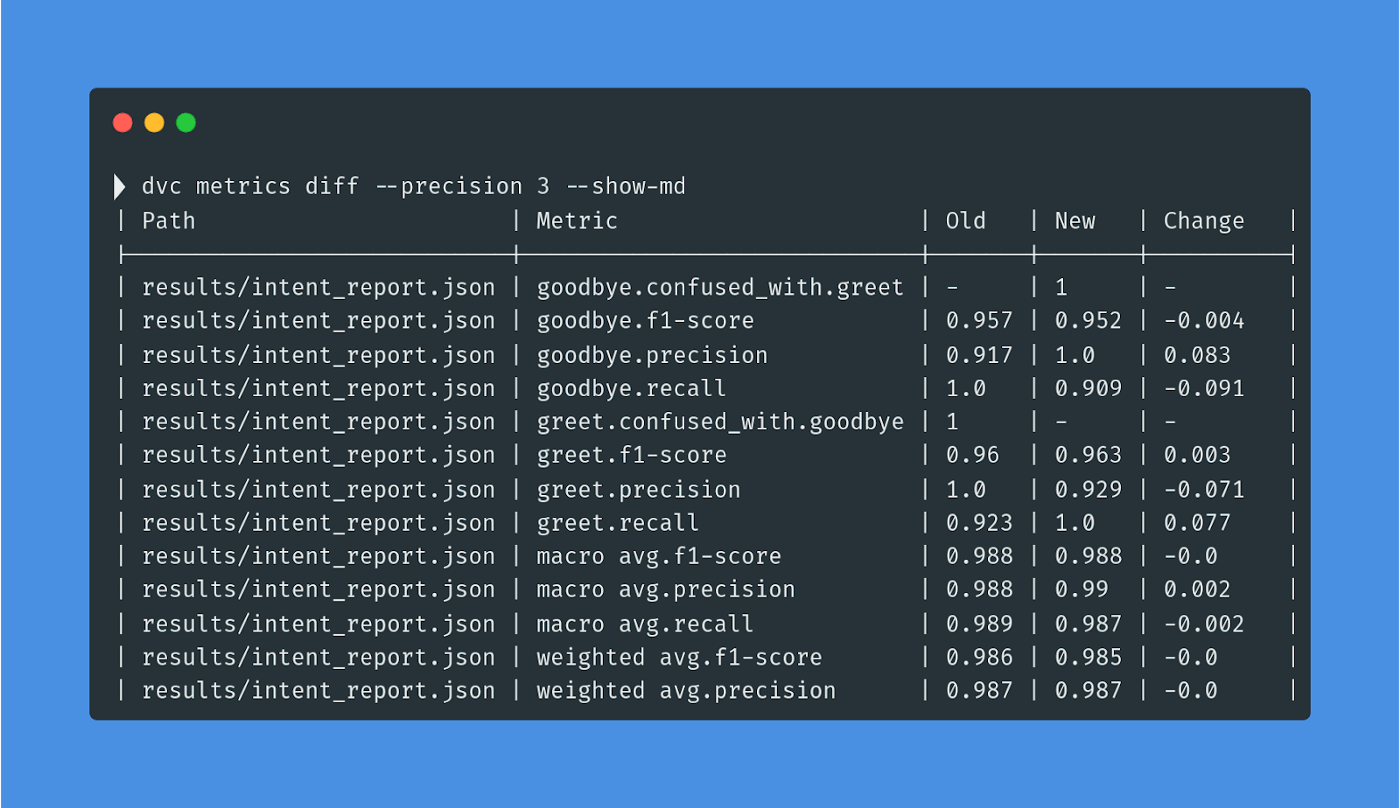 dvc metrics diff --precision 3 --show-md
| Path | Metric | Old | New | Change |
| results/intent_report.json | goodbye.confused_with.greet | - | 1 | - |
| results/intent_report.json | goodbye.f1-score | 0.957 | 0.952 | -0.004 |
| results/intent_report.json | goodbye.precision | 0.917 | 1.0 | 0.083 |
| results/intent_report.json | goodbye.recall | 1.0 | 0.909 | -0.091 |
| results/intent_report.json | greet.confused_with.goodbye | 1 | - | - |
| results/intent_report.json | greet.f1-score | 0.96 | 0.963 | 0.003 |
| results/intent_report.json | greet.precision | 1.0 | 0.929 | -0.071 |
| results/intent_report.json | greet.recall | 0.923 | 1.0 | 0.077 |
| results/intent_report.json | macro avg.f1-score | 0.988 | 0.988 | -0.0 |
| results/intent_report.json | macro avg.precision | 0.988 | 0.99 | 0.002 |
| results/intent_report.json | macro avg.recall | 0.989 | 0.987 | -0.002 |
| results/intent_report.json | weighted avg.f1-score | 0.986 | 0.985 | -0.0 |
| results/intent_report.json | weighted avg.precision | 0.987 | 0.987 | -0.0 |